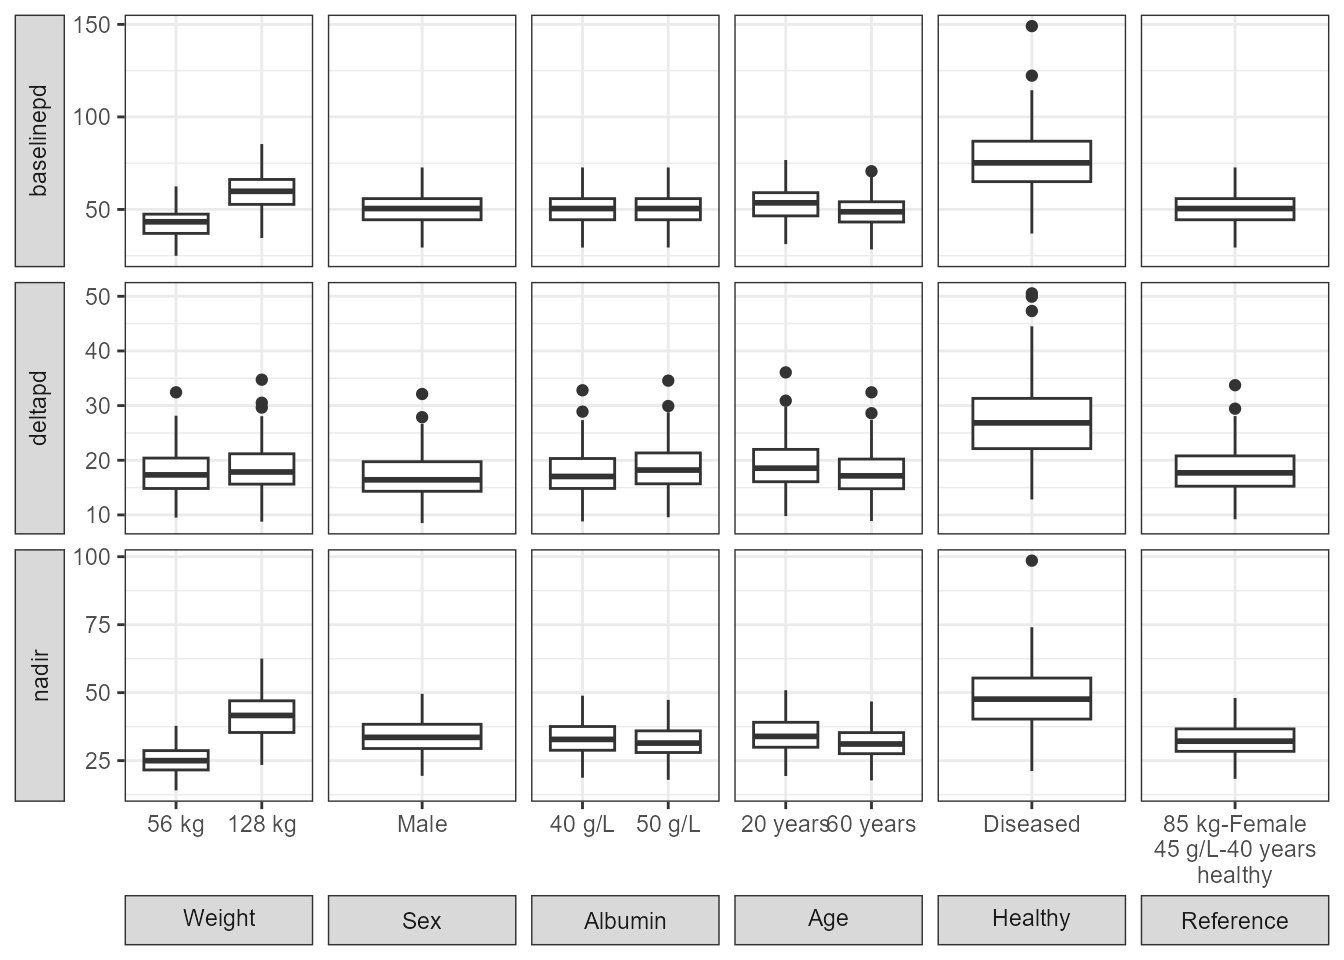 baselinepd
150
100
50
deltapd
50
40
30
20
10
nadir
100
75
50
25
56 kg 128 kg
Male
40 g/L 50 g/L
20 years 60 years
Diseased
85 kg-Female
45 g/L-40 years
healthy
Weight
Sex
Albumin
Age
Healthy
Reference